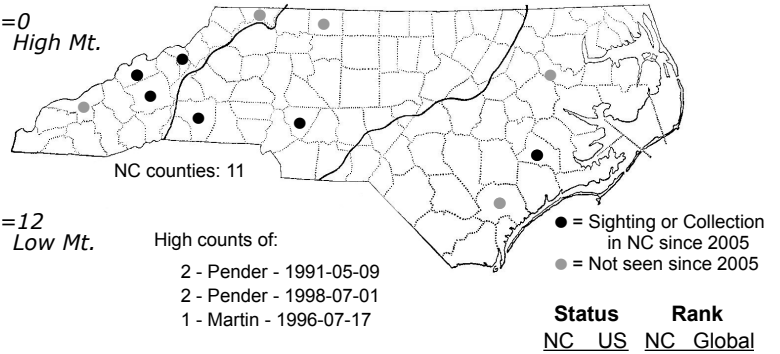 =0
High Mt.
NC counties: 11
=12
Low Mt.
High counts of:
2 - Pender - 1991-05-09
2 - Pender - 1998-07-01
1 - Martin - 1996-07-17
= Sighting or Collection
in NC since 2005
= Not seen since 2005
Status Rank
NC US NC Global